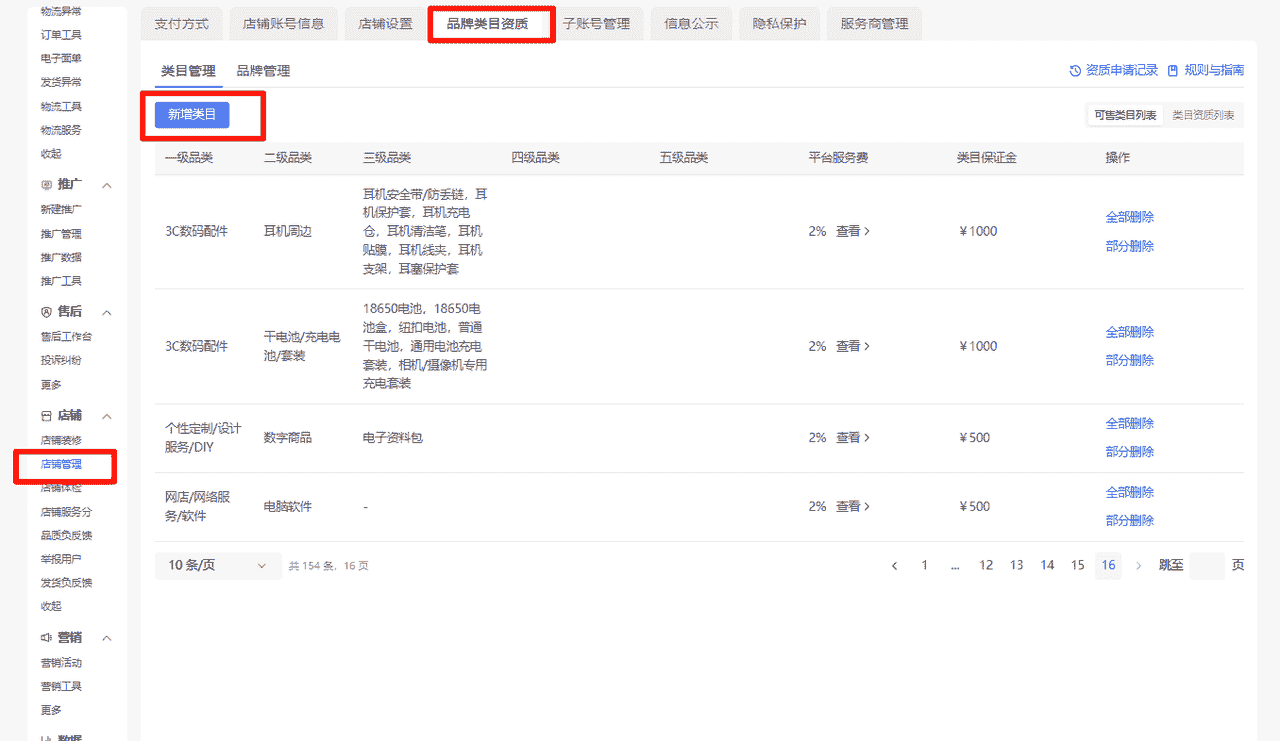 物流异常
订单工具
电子面单
发货异常
物流工具
物流服务
收起
推广
新建推广
推广管理
推广数据
推广工具
售后
售后工作台
投诉纠纷
更多
店铺
店铺装修
店铺管理
店铺体检
店铺服务分
品质负反馈
举报用户
发货负反馈
收起
营销
营销活动
营销工具
更多
数据
支付方式 店铺账号信息 店铺设置 品牌类目资质 子账号管理 信息公示 隐私保护 服务商管理
类目管理 品牌管理 资质申请记录 规则与指南
新增类目 可售类目列表 类目资质列表
一级品类 二级品类 三级品类 四级品类 五级品类 平台服务费 类目保证金 操作
3C数码配件 耳机周边
耳机安全带/防丢链，耳
机保护套，耳机充电
仓，耳机清洁笔，耳机
贴膜，耳机线夹，耳机
支架，耳塞保护套
2% 查看 ¥1000
全部删除
部分删除
3C数码配件
干电池/充电电
池/套装
18650电池，18650电
池盒，纽扣电池，普通
干电池，通用电池充电
套装，相机/摄像机专用
充电套装
2% 查看 ¥1000
全部删除
部分删除
个性定制/设计
服务/DIY
数字商品 电子资料包 2% 查看 ¥500
全部删除
部分删除
网店/网络服
务/软件
电脑软件 - 2% 查看 ¥500
全部删除
部分删除
10 条/页 共 154 条，16 页 1 ... 12 13 14 15 16 跳至 页